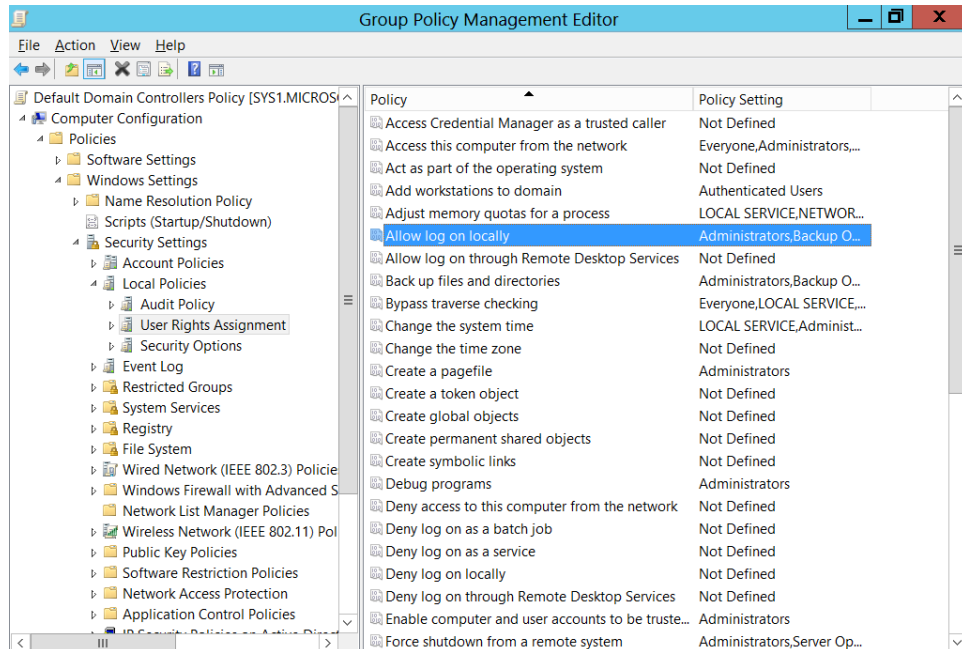 Group Policy Management Editor
File Action View Help
Default Domain Controllers Policy [SYS1.MICROS
Computer Configuration
Policies
Software Settings
Windows Settings
Name Resolution Policy
Scripts (Startup/Shutdown)
Security Settings
Account Policies
Local Policies
Audit Policy
User Rights Assignment
Security Options
Event Log
Restricted Groups
System Services
Registry
File System
Wired Network (IEEE 802.3) Policie
Windows Firewall with Advanced S
Network List Manager Policies
Wireless Network (IEEE 802.11) Pol
Public Key Policies
Software Restriction Policies
Network Access Protection
Application Control Policies
Policy Policy Setting
Access Credential Manager as a trusted caller Not Defined
Access this computer from the network Everyone,Administrators,...
Act as part of the operating system Not Defined
Add workstations to domain Authenticated Users
Adjust memory quotas for a process LOCAL SERVICE,NETWOR...
Allow log on locally Administrators,Backup O...
Allow log on through Remote Desktop Services Not Defined
Back up files and directories Administrators,Backup O...
Bypass traverse checking Everyone,LOCAL SERVICE,...
Change the system time LOCAL SERVICE,Administ...
Change the time zone Not Defined
Create a pagefile Administrators
Create a token object Not Defined
Create global objects Not Defined
Create permanent shared objects Not Defined
Create symbolic links Not Defined
Debug programs Administrators
Deny access to this computer from the network Not Defined
Deny log on as a batch job Not Defined
Deny log on as a service Not Defined
Deny log on locally Not Defined
Deny log on through Remote Desktop Services Not Defined
Enable computer and user accounts to be truste... Administrators
Force shutdown from a remote system Administrators,Server Op...